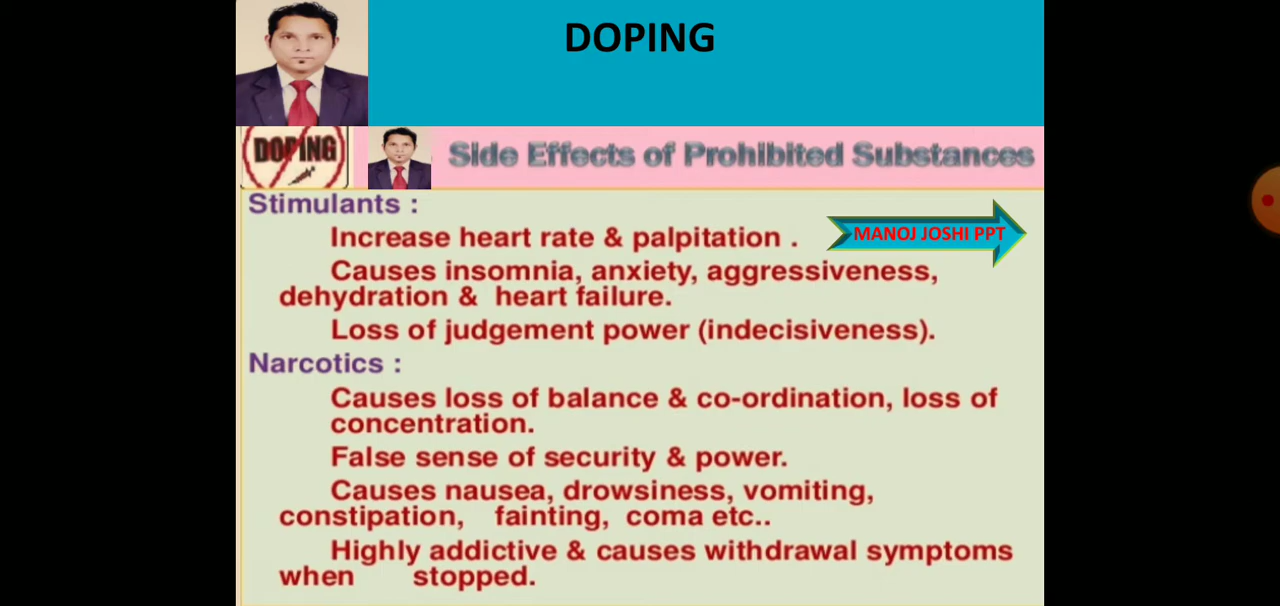 DOPING
DOPING
Side Effects of Prohibited Substances
Stimulants :
MANOJ JOSHI PPT
Increase heart rate & palpitation .
Causes insomnia, anxiety, aggressiveness,
dehydration & heart failure.
Loss of judgement power (indecisiveness).
Narcotics :
Causes loss of balance & co-ordination, loss of
concentration.
False sense of security & power.
Causes nausea, drowsiness, vomiting,
constipation, fainting, coma etc..
Highly addictive & causes withdrawal symptoms
when stopped.